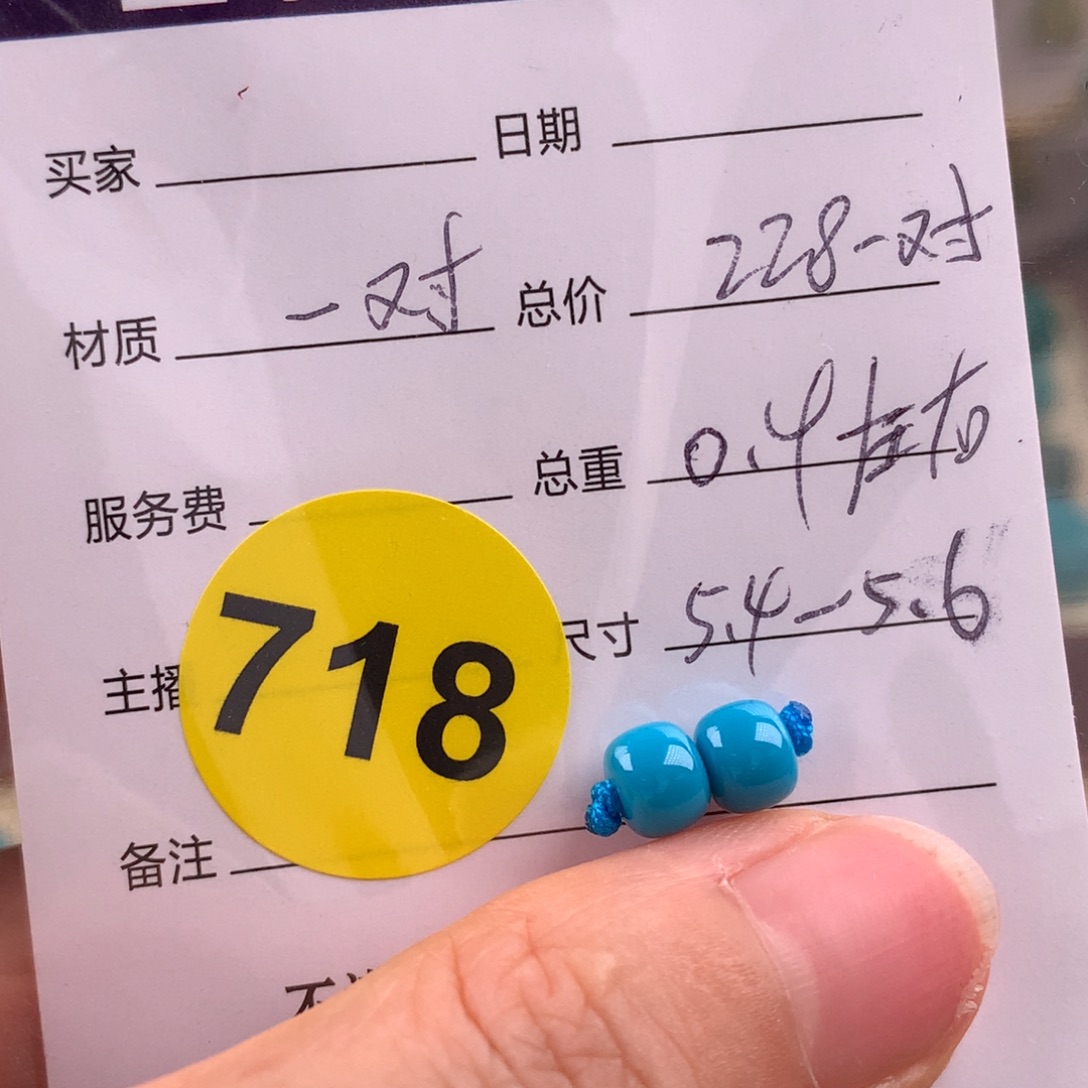 买家 日期
材质 一对 总价 228一对
服务费 总重 0.4左右
主播 718 尺寸 5.4-5.6
备注